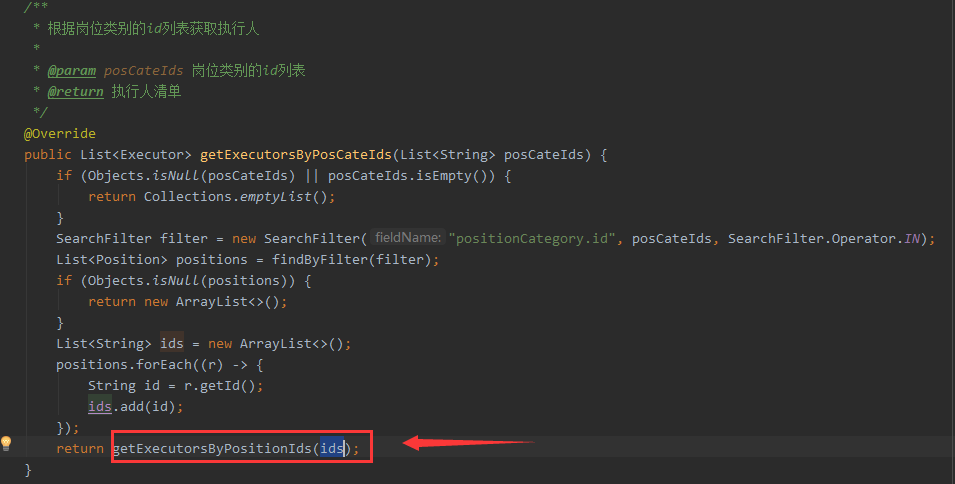 /**
 * 根据岗位类别的id列表获取执行人
 *
 * @param posCateIds 岗位类别的id列表
 * @return 执行人清单
 */
@Override
public List<Executor> getExecutorsByPosCateIds(List<String> posCateIds) {
    if (Objects.isNull(posCateIds) || posCateIds.isEmpty()) {
        return Collections.emptyList();
    }
    SearchFilter filter = new SearchFilter( fieldName: "positionCategory.id", posCateIds, SearchFilter.Operator.IN);
    List<Position> positions = findByFilter(filter);
    if (Objects.isNull(positions)) {
        return new ArrayList<>();
    }
    List<String> ids = new ArrayList<>();
    positions.forEach((r) -> {
        String id = r.getId();
        ids.add(id);
    });
    return getExecutorsByPositionIds(ids);
}